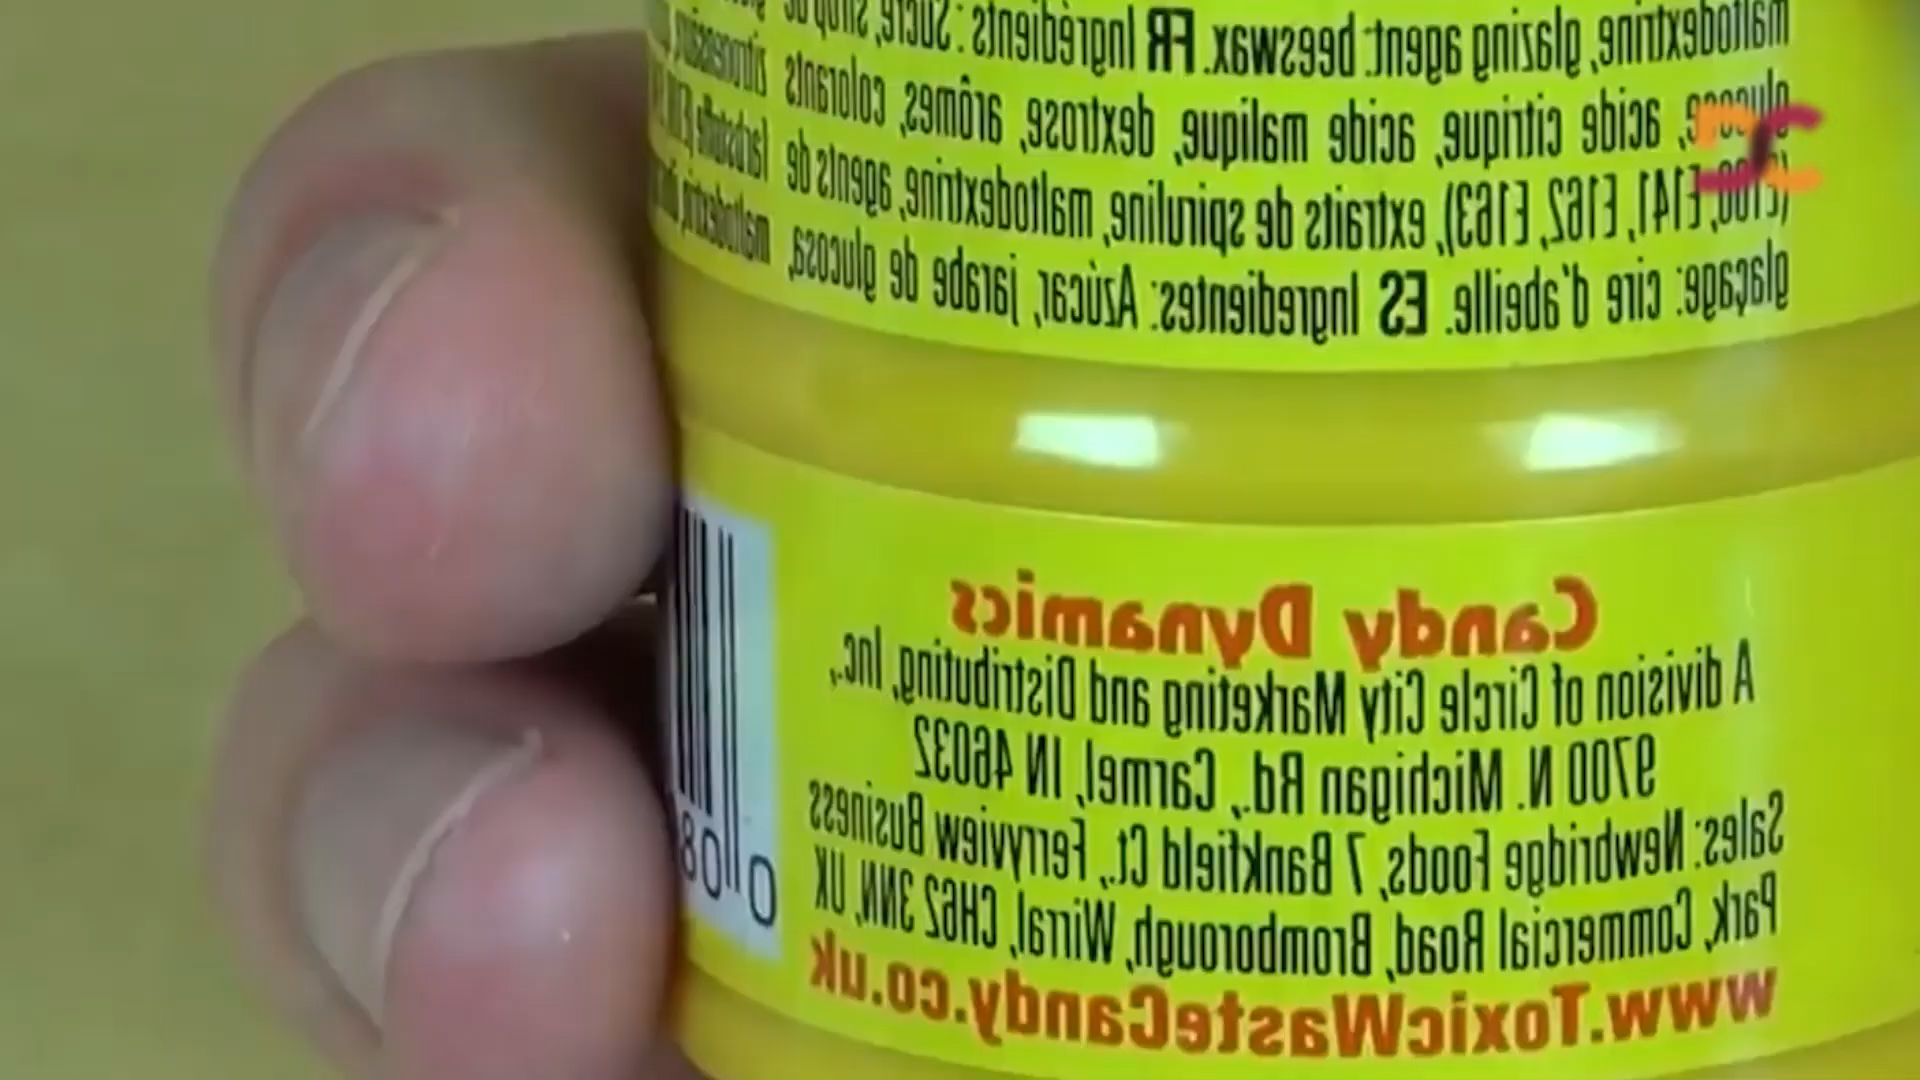 maltodextrine, glazing agent: beeswax. FR Ingrédients: Sucre, sirop de
glucose, acide citrique, acide malique, dextrose, arômes, colorants
(E100, E141, E162, E163), extraits de spiruline, maltodextrine, agents de
glaçage: cire d'abeille. ES Ingredientes: Azúcar, jarabe de glucosa,
Candy Dynamics
A division of Circle City Marketing and Distributing, Inc.,
9700 N. Michigan Rd., Carmel, IN 46032
Sales: Newbridge Foods, 7 Bankfield Ct., Ferryview Business
Park, Commercial Road, Bromborough, Wirral, CH62 3NN, UK
www.ToxicWasteCandy.co.uk
0 1108